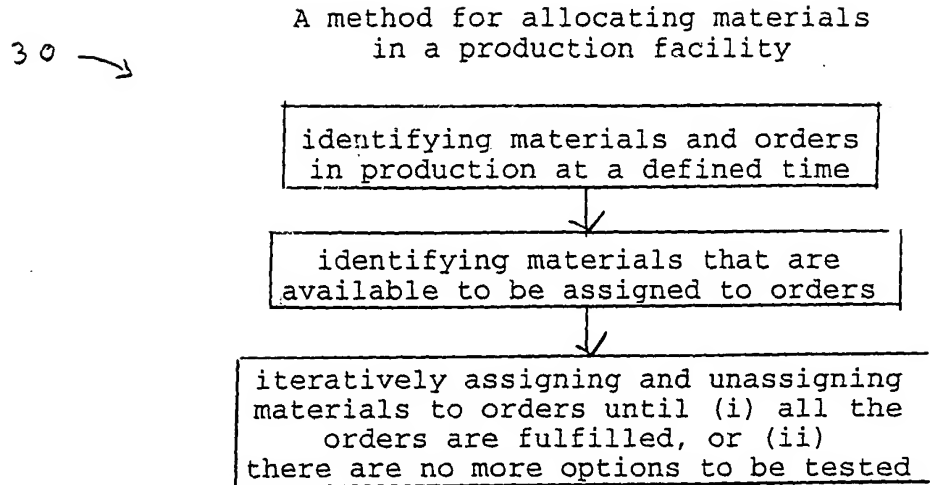 A method for allocating materials
in a production facility
30
identifying materials and orders
in production at a defined time
identifying materials that are
available to be assigned to orders
iteratively assigning and unassigning
materials to orders until (i) all the
orders are fulfilled, or (ii)
there are no more options to be tested